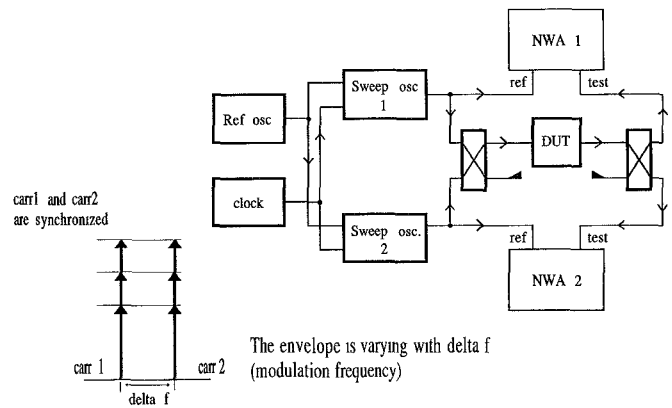 NWA 1
ref
test
Sweep osc
1
Ref osc
DUT
clock
carr1 and carr2
are synchronized
Sweep osc.
2
ref
test
NWA 2
The envelope is varying with delta f
(modulation frequency)
carr 1
carr 2
delta f